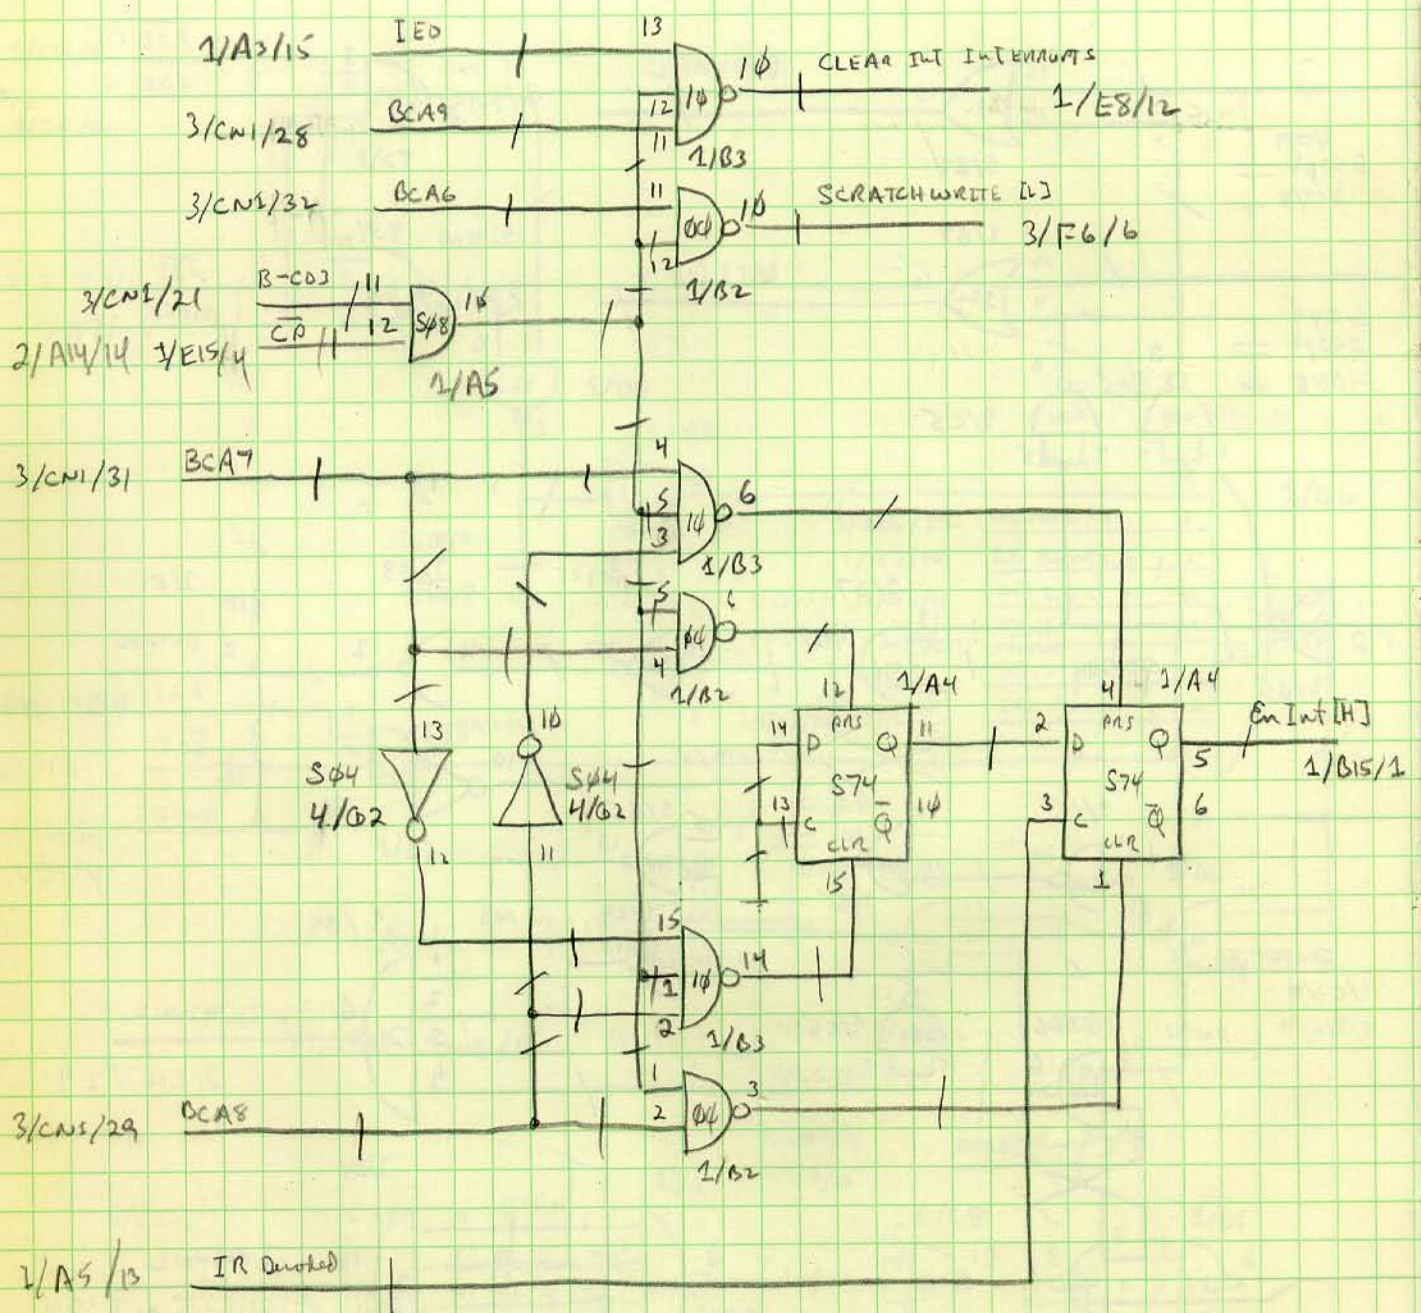 1/A3/15 IEO 13
12
11
10
10
CLEAR INT INTERRUPTS
1/E8/12
3/CN1/28 BCA9
1/B3
3/CN1/32 BCA6 11
00
12
10
SCRATCHWRITE [L]
3/F6/6
1/B2
3/CN1/21 B-CD3 11
2/A14/14 1/E15/4 CP 12
S08
10
1/A5
3/CN1/31 BCA7 4
5
3
10
6
1/B3
5
4
6
1/B2
13
S04
4/O2
12
10
S04
4/O2
11
12 1/A4
14 D PRS Q 11
S74
13 C Q 10
CLR
15
4 1/A4
2 D PRS Q 5
S74
3 C Q 6
CLR
1
En Int [H]
1/B15/1
15
1
2
10
14
1/B3
3/CN1/29 BCA8
1
2
3
1/B2
1/A5/13 IR Decoded